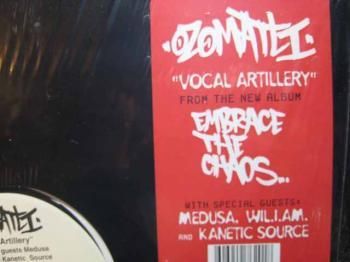 OZOMATLI
"VOCAL ARTILLERY"
FROM THE NEW ALBUM
EMBRACE
THE
CHAOS...
WITH SPECIAL GUESTS:
MEDUSA, WIL.I.AM.
AND KANETIC SOURCE
MATLI
Artillery"
guests Medusa
Kanetic Source